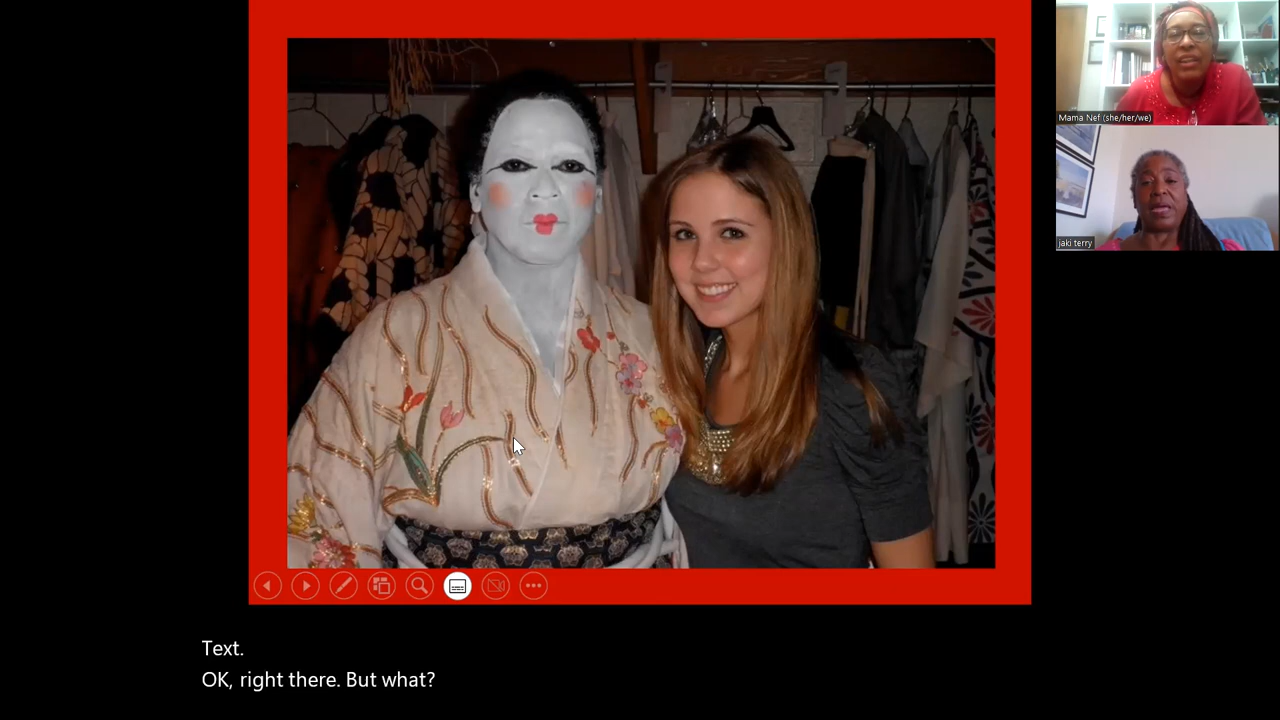 Mama Nef (she/her/we)
jaki terry
Text.
OK, right there. But what?